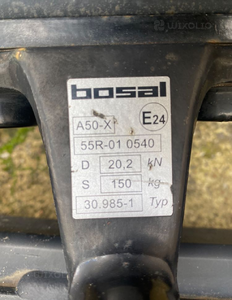 bosal
A50-X E24
55R-01 0540
D 20,2 kN
S 150 kg
30.985-1 Typ